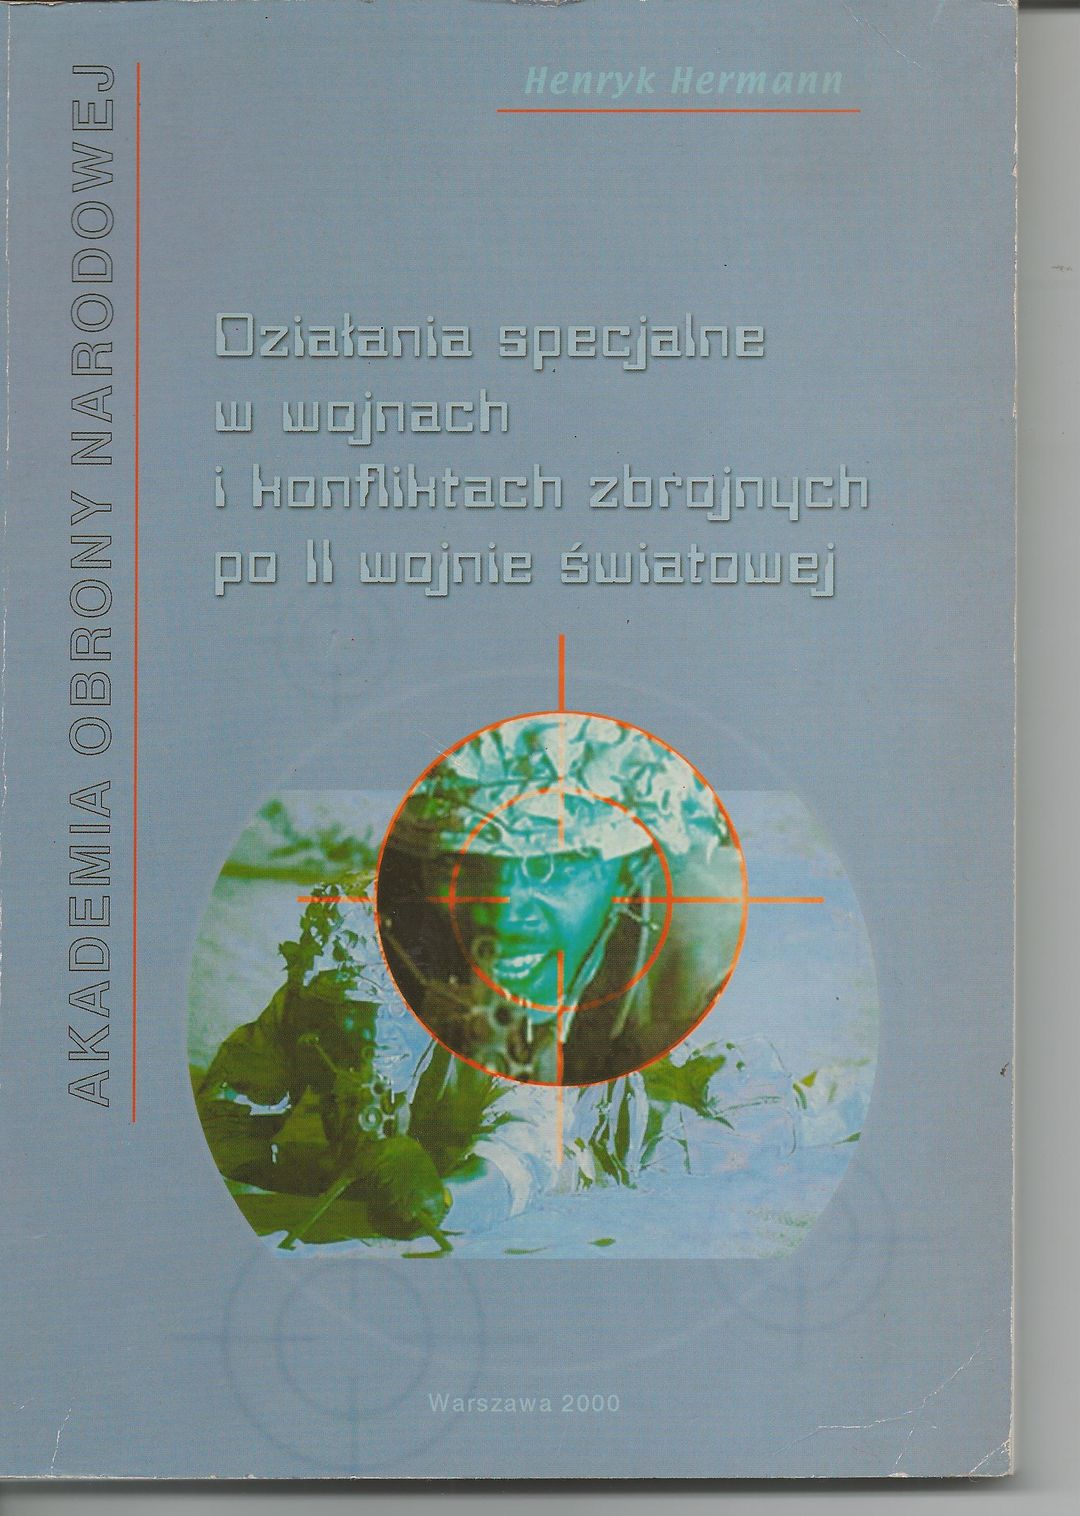 AKADEMIA OBRONY NARODOWEJ
Henryk Hermann
Działania specjalne
w wojnach
i konfliktach zbrojnych
po II wojnie światowej
Warszawa 2000